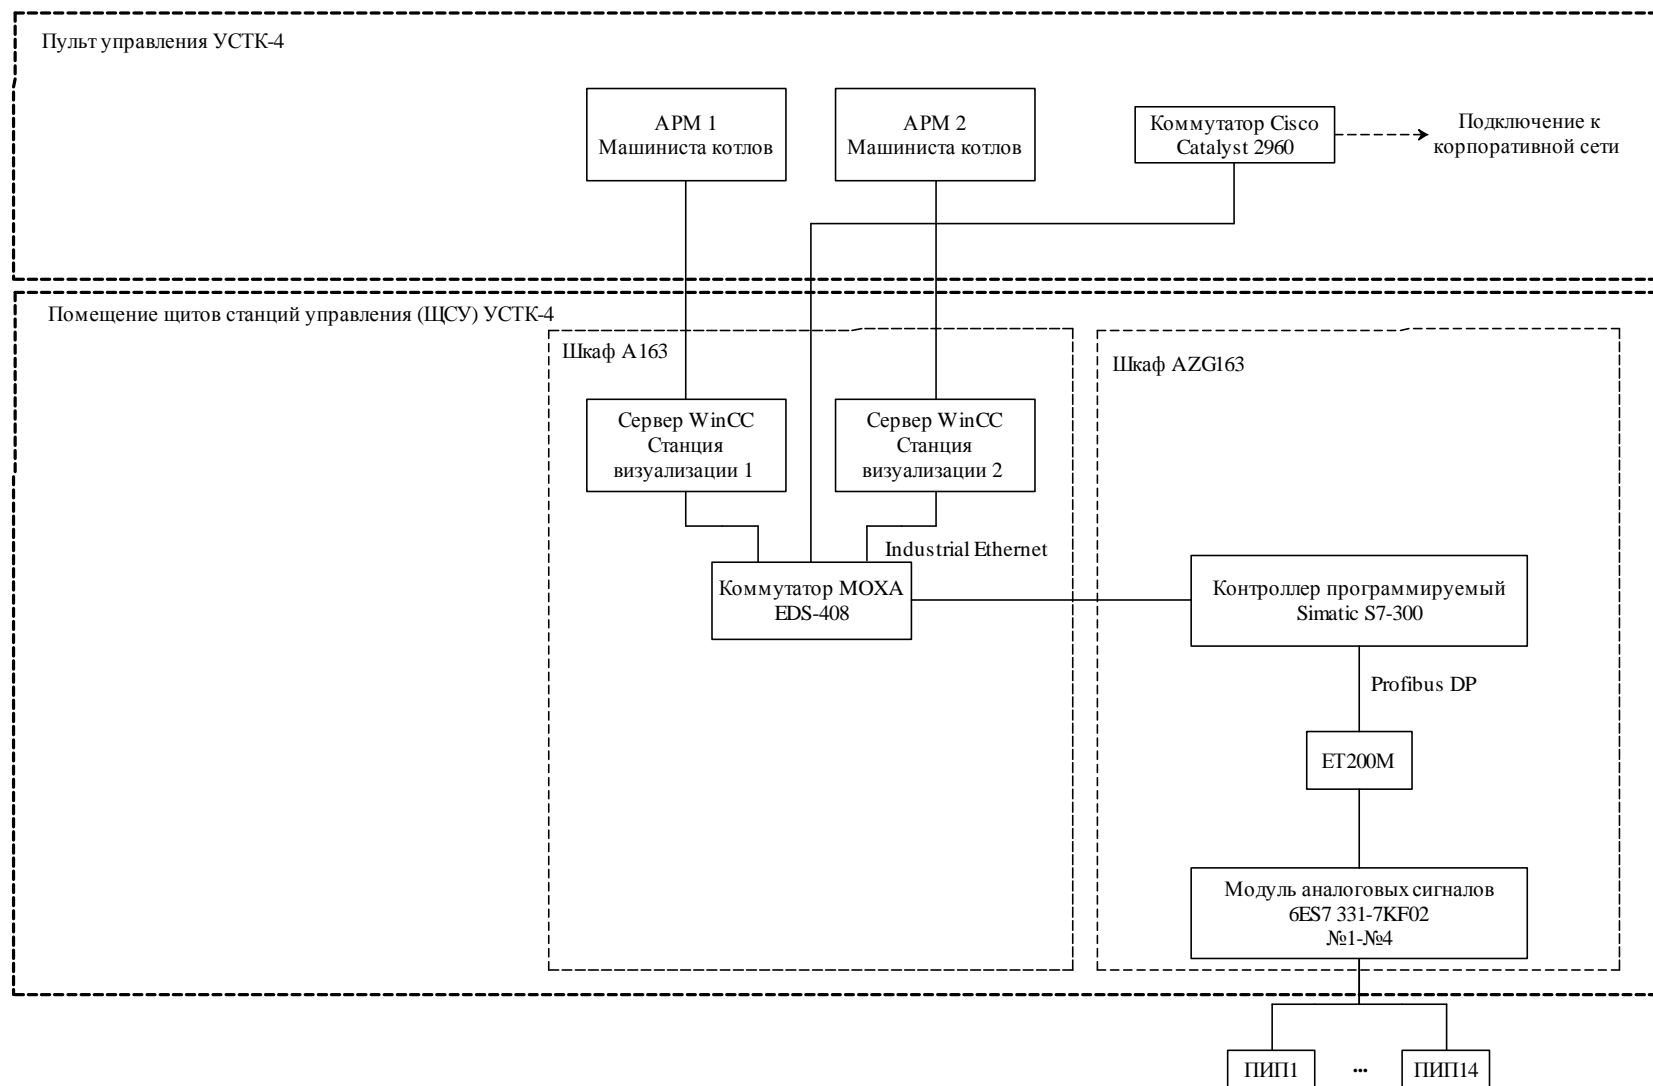 Пульт управления УСТК-4
АРМ 1
Машиниста котлов
АРМ 2
Машиниста котлов
Коммутатор Cisco
Catalyst 2960
Подключение к
корпоративной сети
Помещение щитов станций управления (ЩСУ) УСТК-4
Шкаф А163
Шкаф AZG163
Сервер WinCC
Станция
визуализации 1
Сервер WinCC
Станция
визуализации 2
Industrial Ethernet
Коммутатор MOXA
EDS-408
Контроллер программируемый
Simatic S7-300
Profibus DP
ET200M
Модуль аналоговых сигналов
6ES7 331-7KF02
№1-№4
ПИП1
...
ПИП14